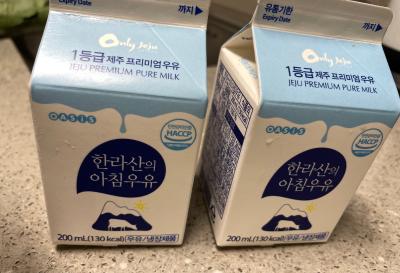 까지
Expiry Date
Only Jeju
1등급 제주 프리미엄 우유
JEJU PREMIUM PURE MILK
OASIS
HACCP
한라산의
아침우유
200 mL(130 kcal) 우유/냉장제품
유통기한
까지
Expiry Date
Only Jeju
1등급 제주 프리미엄 우유
JEJU PREMIUM PURE MILK
OASIS
HACCP
한라산의
아침우유
200 mL(130 kcal) 우유/냉장제품